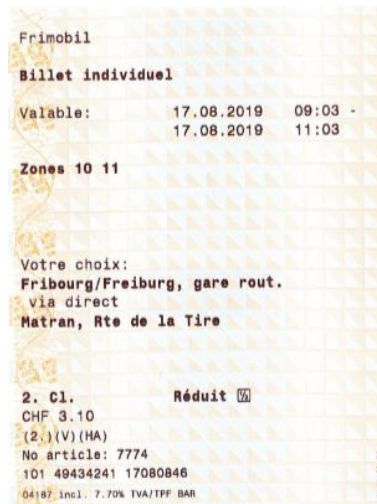 Frimobil
Billet individuel
Valable: 17.08.2019 09:03 -
17.08.2019 11:03
Zones 10 11
Votre choix:
Fribourg/Freiburg, gare rout.
via direct
Matran, Rte de la Tire
2. Cl. Réduit ½
CHF 3.10
(2.)(V)(HA)
No article: 7774
101 49434241 17080846
04187 incl. 7.70% TVA/TPF BAR